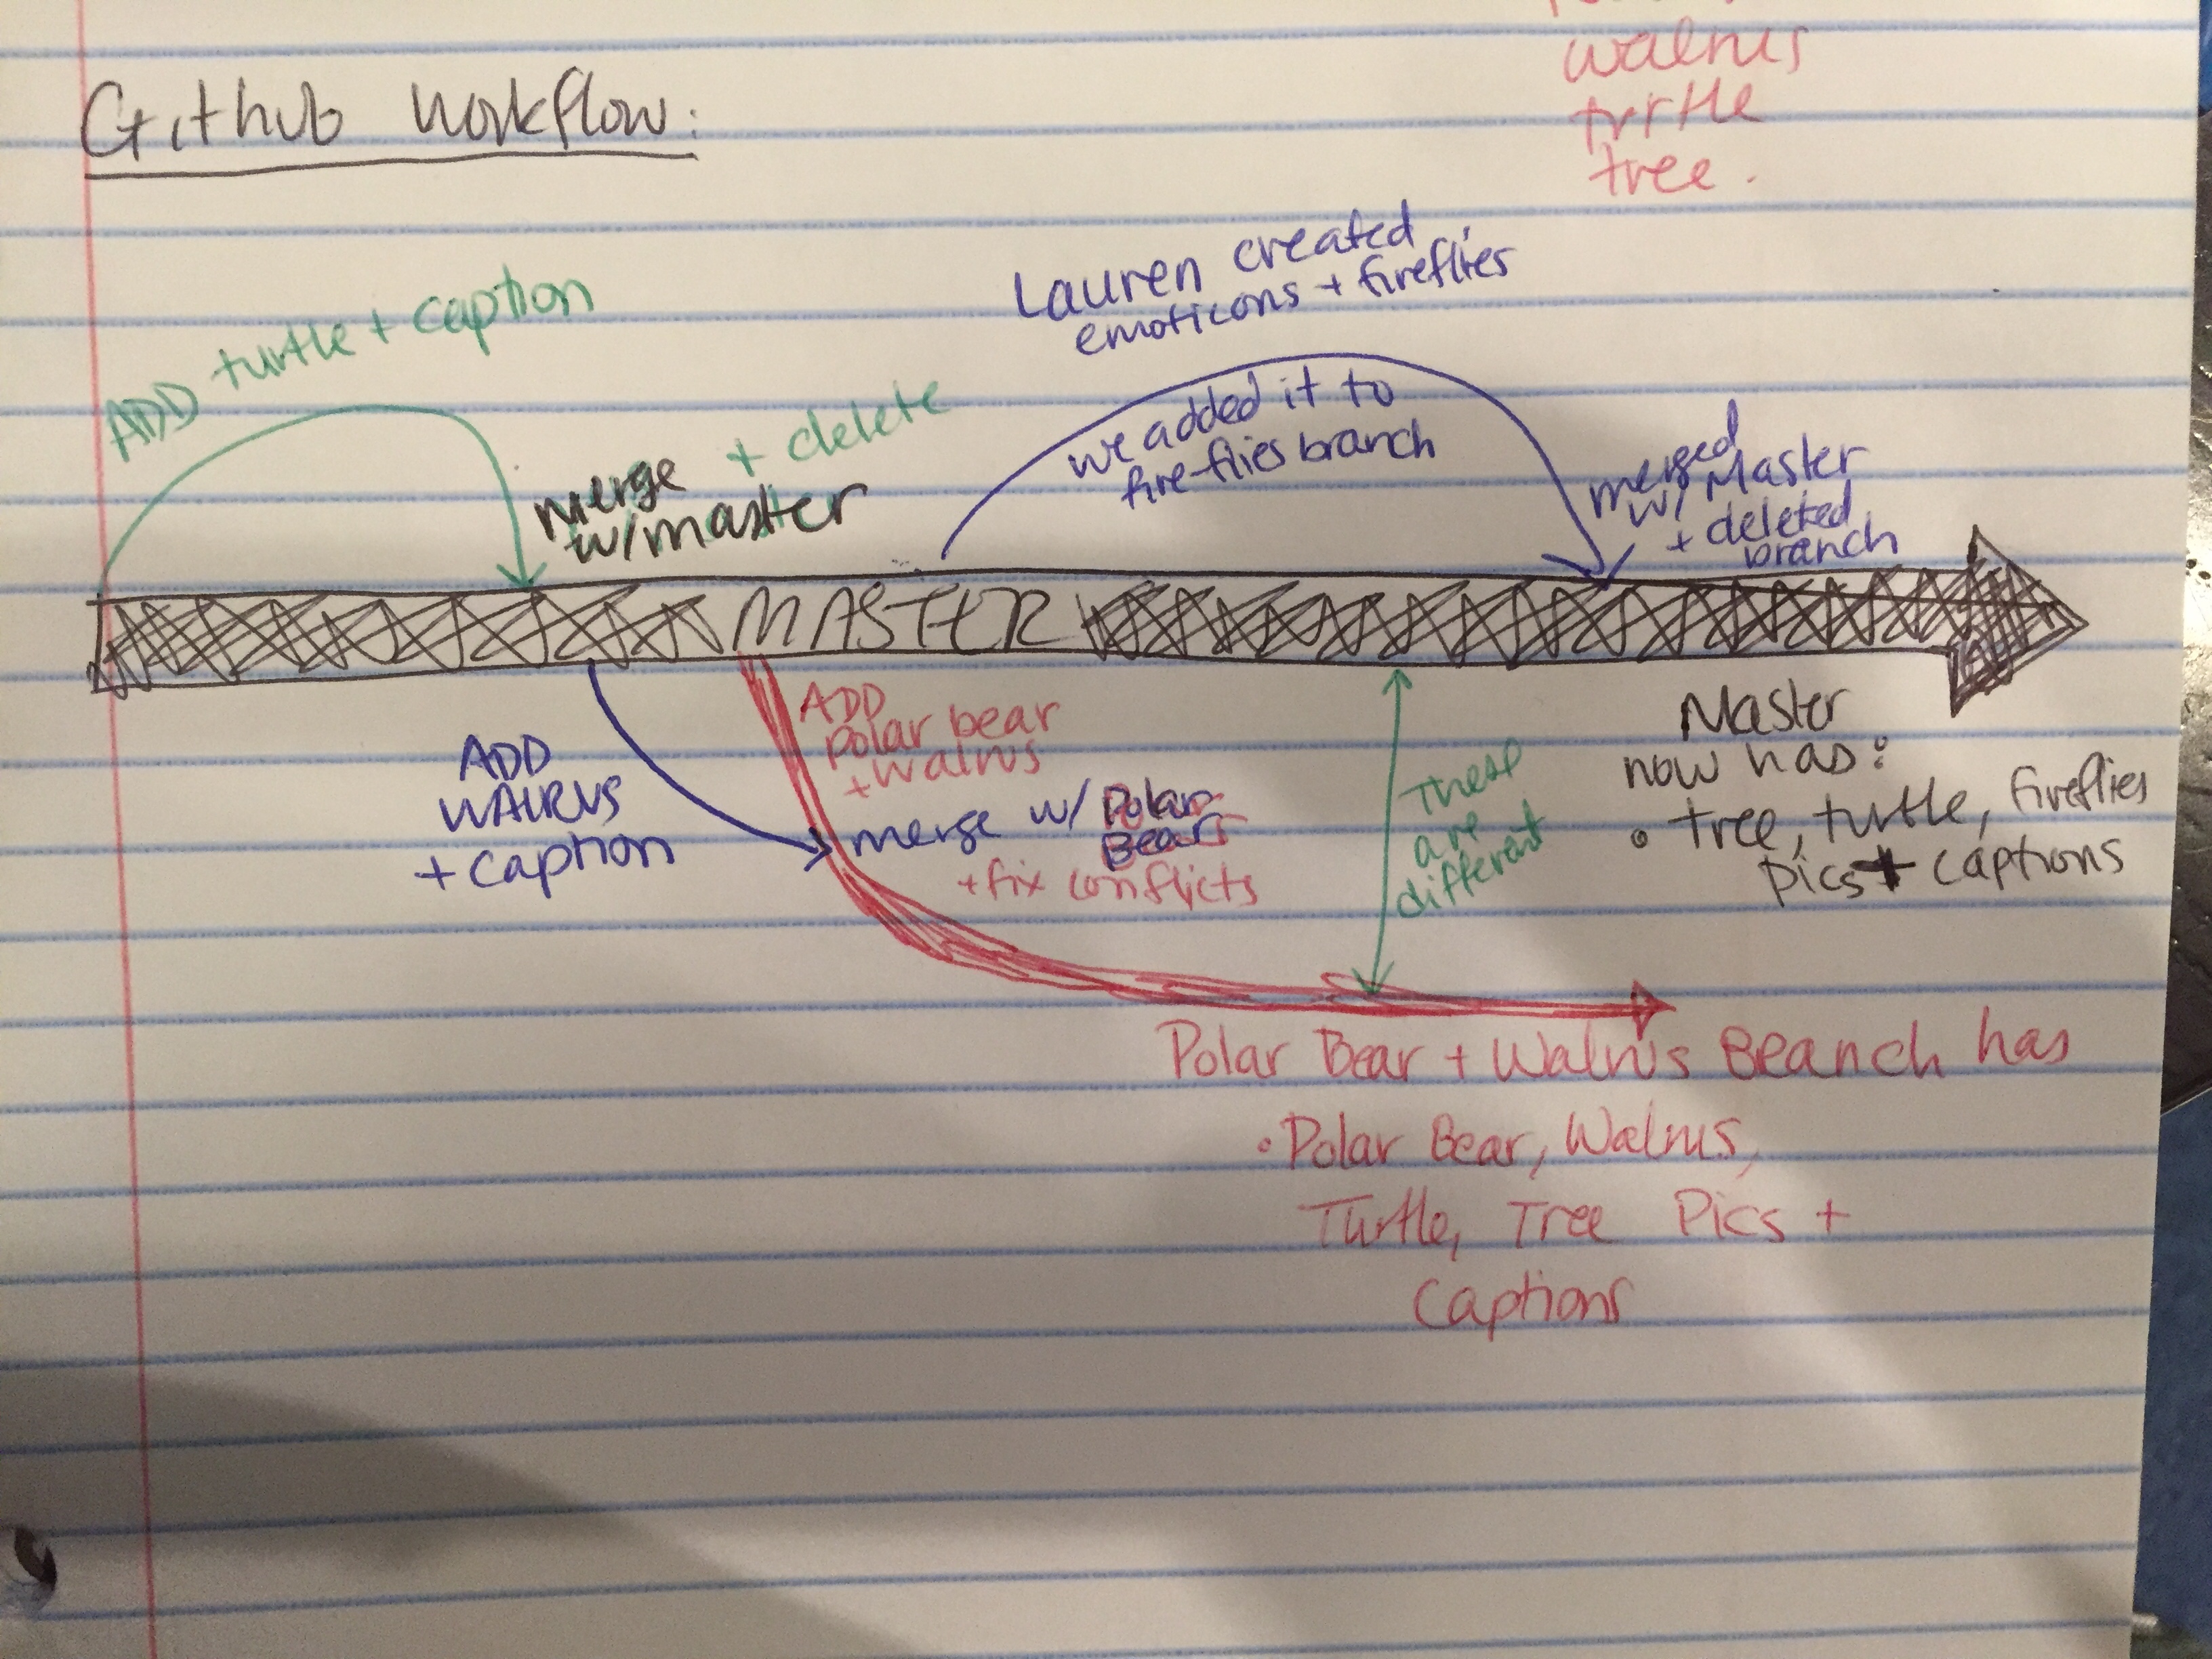 walrus
turtle
tree.
Github Workflow:
ADD turtle + caption
merge + delete
w/master
Lauren created
emoticons + fireflies
we added it to
fire-flies branch
merged
w/ Master
+ deleted
branch
MASTER
ADD
WALRUS
+ caption
ADD
polar bear
+ walrus
merge w/ Polar
Bear
+ fix conflicts
These
are
different
Master
now has:
• tree, turtle, fireflies
pics + captions
Polar Bear + Walrus Branch has
• Polar Bear, Walrus,
Turtle, Tree Pics +
Captions